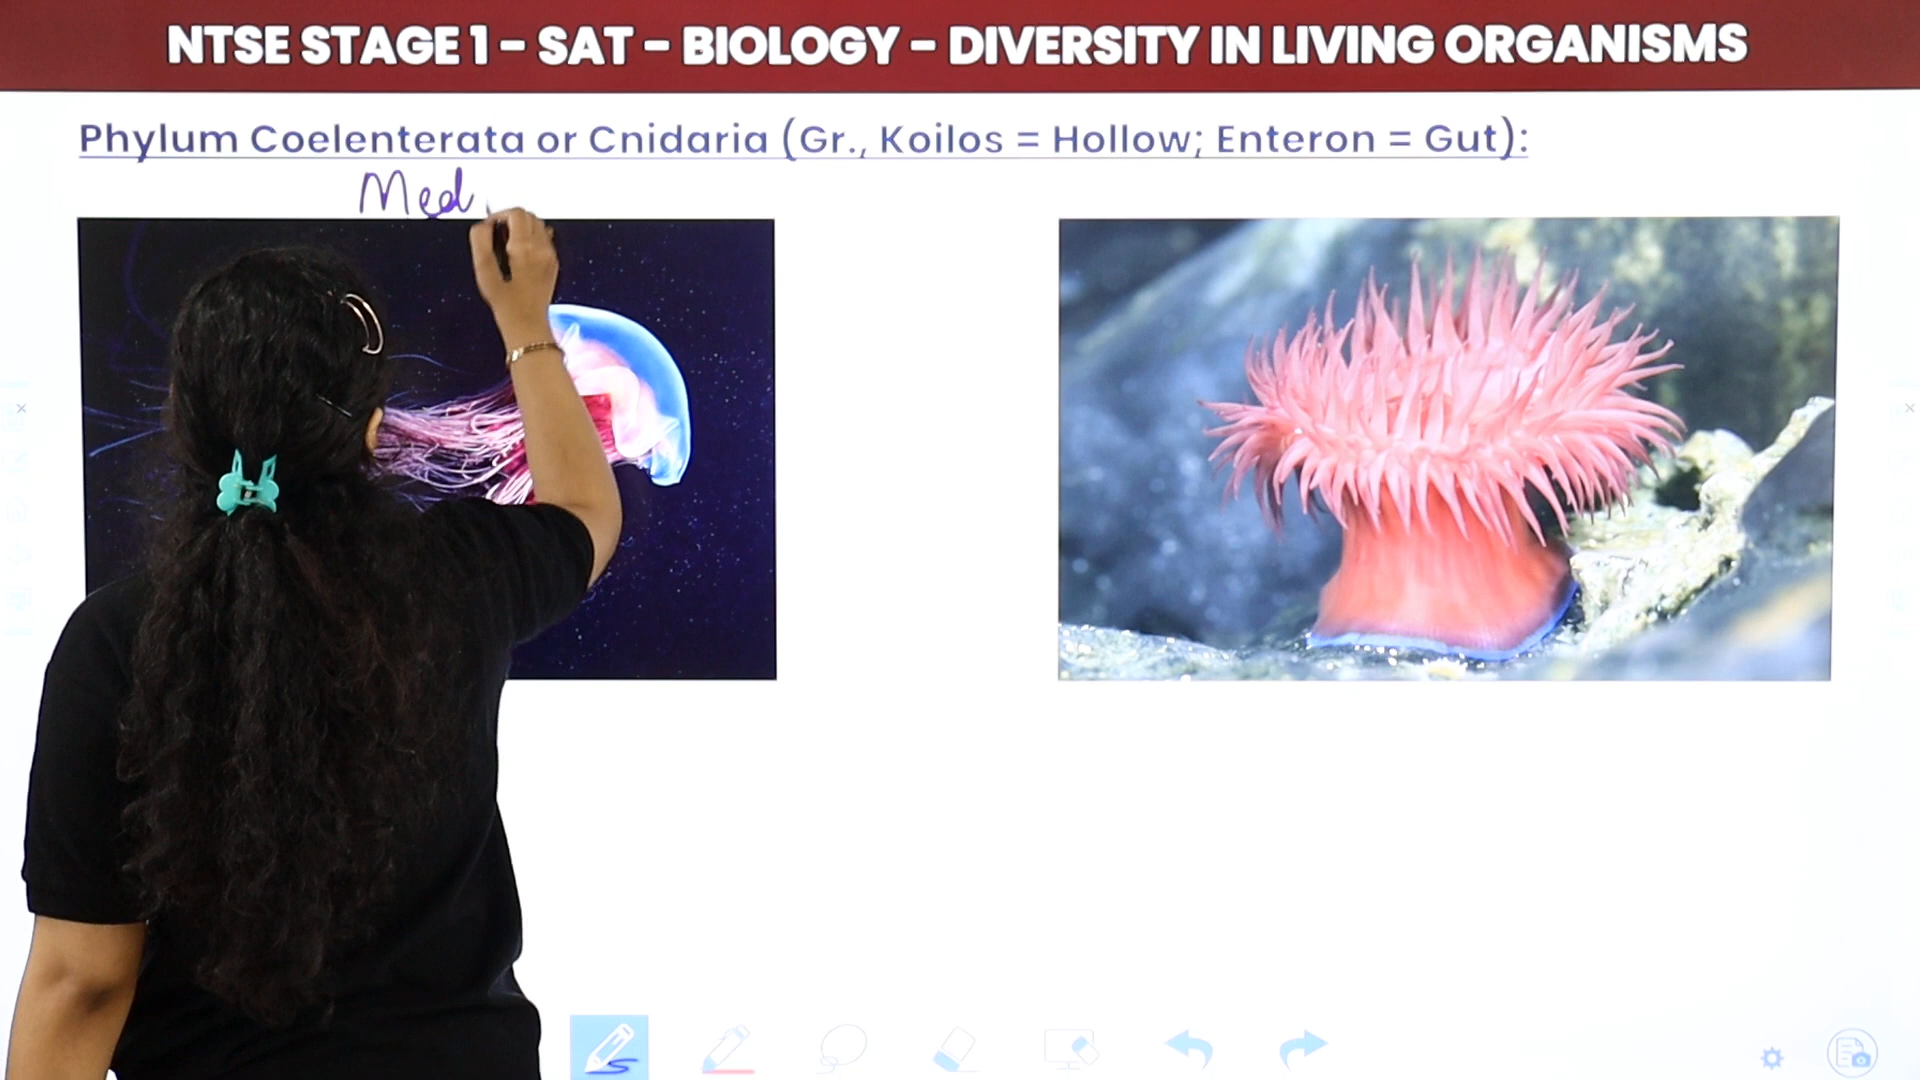 NTSE STAGE 1 - SAT - BIOLOGY - DIVERSITY IN LIVING ORGANISMS
Phylum Coelenterata or Cnidaria (Gr., Koilos = Hollow; Enteron = Gut):
Med